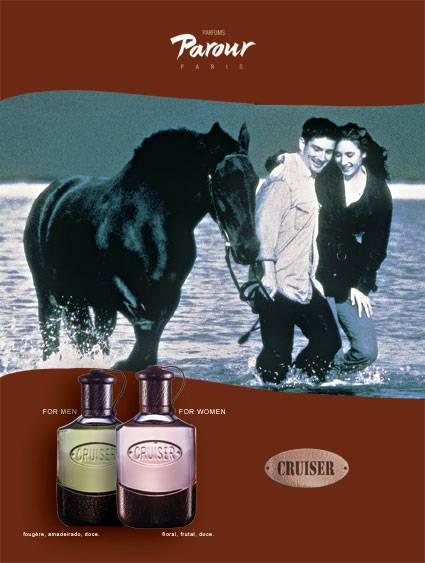 PARFUMS
Parour
PARIS
FOR MEN
FOR WOMEN
CRUISER
CRUISER
CRUISER
fougère, amadeirado, doce.
floral, frutal, doce.